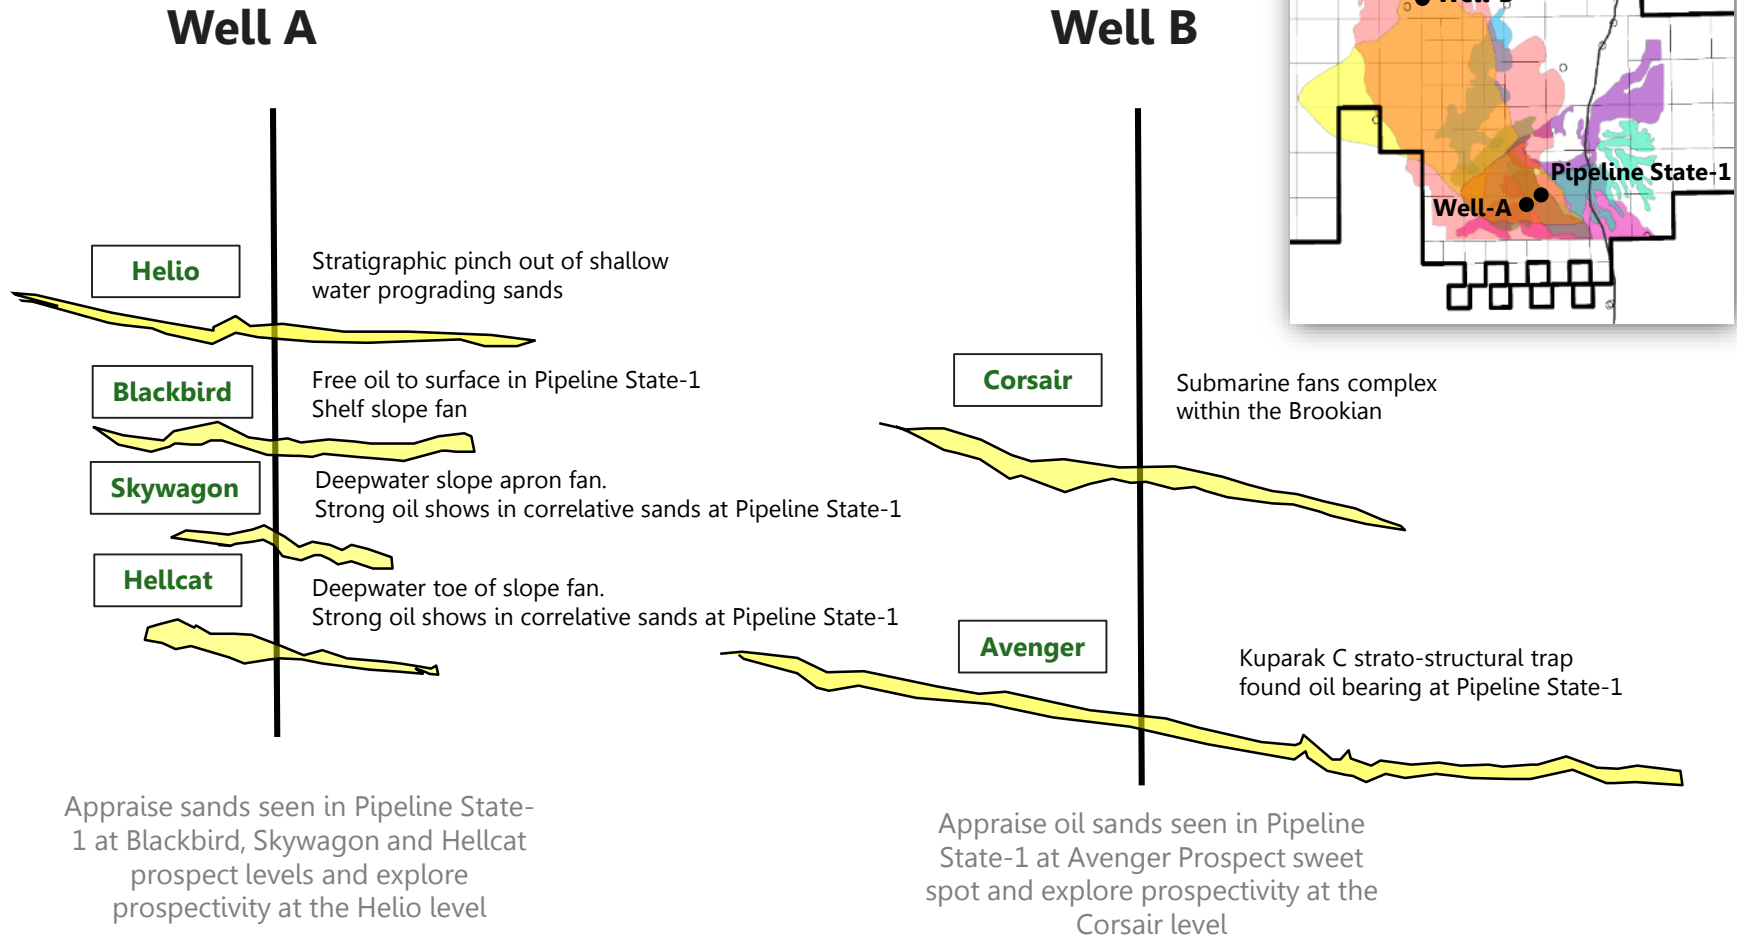 Well A
Helio
Stratigraphic pinch out of shallow
water prograding sands
Blackbird
Free oil to surface in Pipeline State-1
Shelf slope fan
Skywagon
Deepwater slope apron fan.
Strong oil shows in correlative sands at Pipeline State-1
Hellcat
Deepwater toe of slope fan.
Strong oil shows in correlative sands at Pipeline State-1
Appraise sands seen in Pipeline State-
1 at Blackbird, Skywagon and Hellcat
prospect levels and explore
prospectivity at the Helio level
Well B
Corsair
Submarine fans complex
within the Brookian
Avenger
Kuparak C strato-structural trap
found oil bearing at Pipeline State-1
Appraise oil sands seen in Pipeline
State-1 at Avenger Prospect sweet
spot and explore prospectivity at the
Corsair level
Pipeline State-1
Well-A